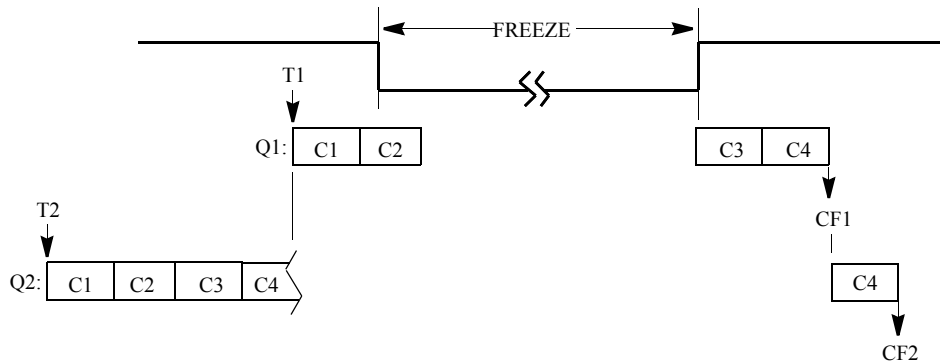 FREEZE
T1
Q1: C1 C2 C3 C4
T2
CF1
Q2: C1 C2 C3 C4 C4
CF2